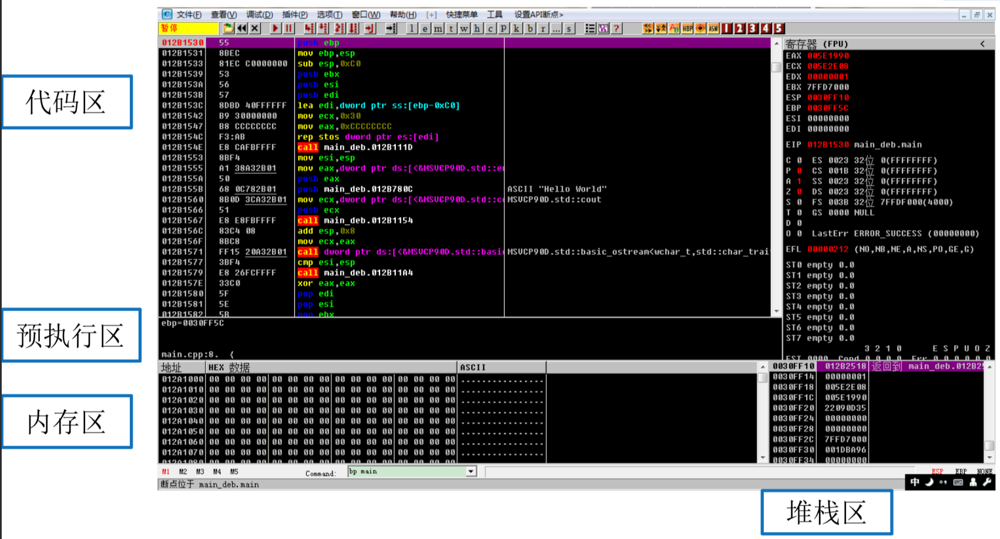 文件(F) 查看(V) 调试(D) 插件(P) 选项(T) 窗口(W) 帮助(H) [+] 快捷菜单 工具 设置API断点»
暂停
l e m t w h c P k b r ... s
? AB HBP ASM 1 2 3 4 5
代码区
预执行区
内存区
堆栈区
012B1530 55 push ebp
012B1531 8BEC mov ebp,esp
012B1533 81EC C0000000 sub esp,0xC0
012B1539 53 push ebx
012B153A 56 push esi
012B153B 57 push edi
012B153C 8DBD 40FFFFFF lea edi,dword ptr ss:[ebp-0xC0]
012B1542 B9 30000000 mov ecx,0x30
012B1547 B8 CCCCCCCC mov eax,0xCCCCCCCC
012B154C F3:AB rep stos dword ptr es:[edi]
012B154E E8 CAFBFFFF call main_deb.012B111D
012B1553 8BF4 mov esi,esp
012B1555 A1 38A32B01 mov eax,dword ptr ds:[<&MSVCP90D.std::e
012B155A 50 push eax
012B155B 68 0C782B01 push main_deb.012B780C ASCII "Hello World"
012B1560 8B0D 3CA32B01 mov ecx,dword ptr ds:[<&MSVCP90D.std::c MSVCP90D.std::cout
012B1566 51 push ecx
012B1567 E8 E8FBFFFF call main_deb.012B1154
012B156C 83C4 08 add esp,0x8
012B156F 8BC8 mov ecx,eax
012B1571 FF15 20A32B01 call dword ptr ds:[<&MSVCP90D.std::basi MSVCP90D.std::basic_ostream<wchar_t,std::char_trai
012B1577 3BF4 cmp esi,esp
012B1579 E8 26FCFFFF call main_deb.012B11A4
012B157E 33C0 xor eax,eax
012B1580 5F pop edi
012B1581 5E pop esi
012B1582 5B pop ebx
ebp=0030FF5C
main.cpp:8. {
寄存器 (FPU) <
EAX 005E1990
ECX 005E2E08
EDX 00000001
EBX 7FFD7000
ESP 0030FF10
EBP 0030FF5C
ESI 00000000
EDI 00000000
EIP 012B1530 main_deb.main
C 0 ES 0023 32位 0(FFFFFFFF)
P 0 CS 001B 32位 0(FFFFFFFF)
A 1 SS 0023 32位 0(FFFFFFFF)
Z 0 DS 0023 32位 0(FFFFFFFF)
S 0 FS 003B 32位 7FFDF000(4000)
T 0 GS 0000 NULL
D 0
O 0 LastErr ERROR_SUCCESS (00000000)
EFL 00000212 (NO,NB,NE,A,NS,PO,GE,G)
ST0 empty 0.0
ST1 empty 0.0
ST2 empty 0.0
ST3 empty 0.0
ST4 empty 0.0
ST5 empty 0.0
ST6 empty 0.0
ST7 empty 0.0
3 2 1 0 E S P U O Z
FST 0000 Cond 0 0 0 0 Err 0 0 0 0 0 0
地址 HEX 数据 ASCII
012A1000 00 00 00 00 00 00 00 00 00 00 00 00 00 00 00 00 ................
012A1010 00 00 00 00 00 00 00 00 00 00 00 00 00 00 00 00 ................
012A1020 00 00 00 00 00 00 00 00 00 00 00 00 00 00 00 00 ................
012A1030 00 00 00 00 00 00 00 00 00 00 00 00 00 00 00 00 ................
012A1040 00 00 00 00 00 00 00 00 00 00 00 00 00 00 00 00 ................
012A1050 00 00 00 00 00 00 00 00 00 00 00 00 00 00 00 00 ................
012A1060 00 00 00 00 00 00 00 00 00 00 00 00 00 00 00 00 ................
012A1070 00 00 00 00 00 00 00 00 00 00 00 00 00 00 00 00 ................
012A1080 00 00 00 00 00 00 00 00 00 00 00 00 00 00 00 00
0030FF10 012B2518 返回到 main_deb.012B25
0030FF14 00000001
0030FF18 005E2E08
0030FF1C 005E1990
0030FF20 22090D35
0030FF24 00000000
0030FF28 00000000
0030FF2C 7FFD7000
0030FF30 001DBA96
0030FF34 00000000
M1 M2 M3 M4 M5 Command: bp main ESP EBP NONE
断点位于 main_deb.main
中